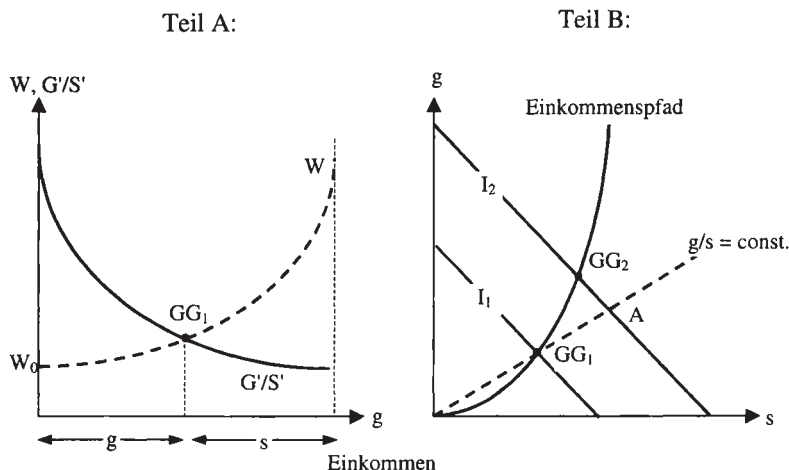 Teil A:
W, G'/S'
W
GG₁
W₀
G'/S'
g
g
s
Einkommen
Teil B:
g
Einkommenspfad
I₂
g/s = const.
GG₂
I₁
A
GG₁
s